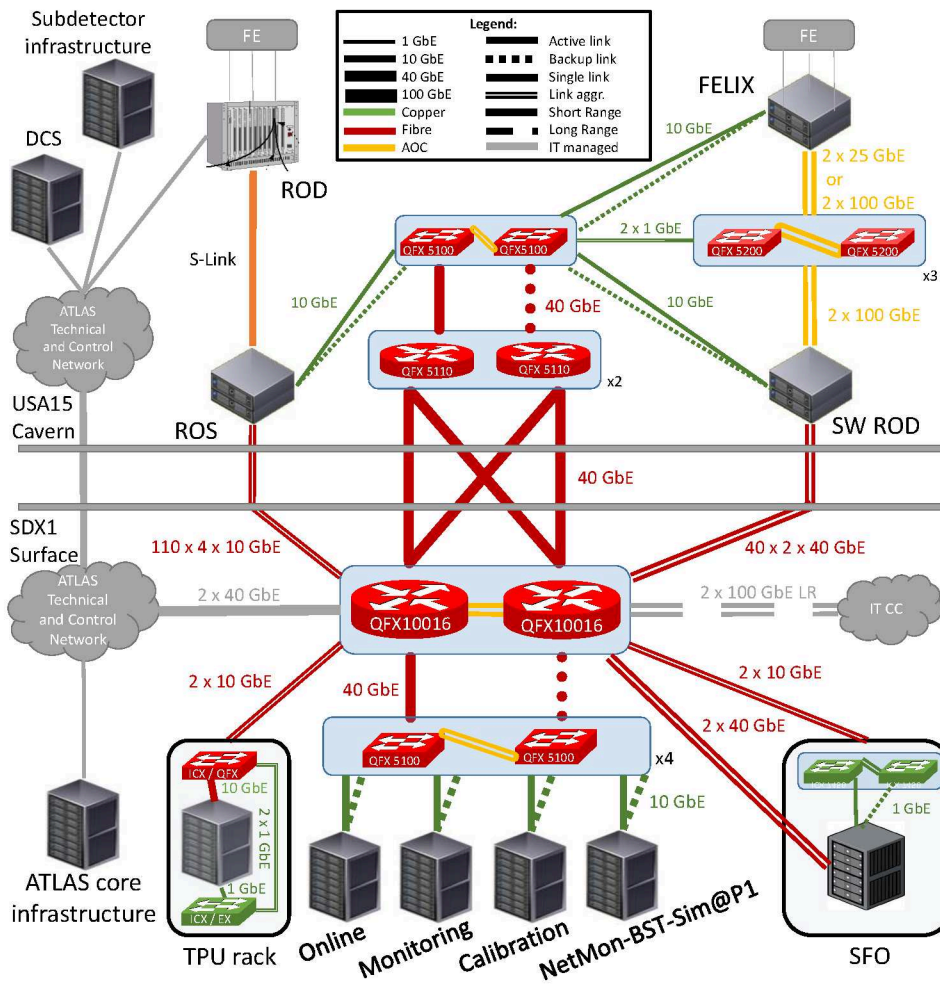 Subdetector
infrastructure
DCS
FE
ROD
Legend:
1 GbE
10 GbE
40 GbE
100 GbE
Copper
Fibre
AOC
Active link
Backup link
Single link
Link aggr.
Short Range
Long Range
IT managed
FE
FELIX
10 GbE
2 x 25 GbE
or
2 x 100 GbE
QFX 5100
QFX5100
2 x 1 GbE
QFX 5200
QFX 5200
x3
S-Link
10 GbE
40 GbE
10 GbE
2 x 100 GbE
ATLAS
Technical
and Control
Network
QFX 5110
QFX 5110
x2
USA15
Cavern
ROS
SW ROD
40 GbE
SDX1
Surface
110 x 4 x 10 GbE
40 x 2 x 40 GbE
ATLAS
Technical
and Control
Network
2 x 40 GbE
QFX10016
QFX10016
2 x 100 GbE LR
IT CC
2 x 10 GbE
40 GbE
2 x 10 GbE
2 x 40 GbE
QFX 5100
QFX 5100
x4
ICX / QFX
10 GbE
2 x 1 GbE
1 GbE
ICX / EX
10 GbE
1 GbE
ATLAS core
infrastructure
TPU rack
Online
Monitoring
Calibration
NetMon-BST-Sim@P1
SFO